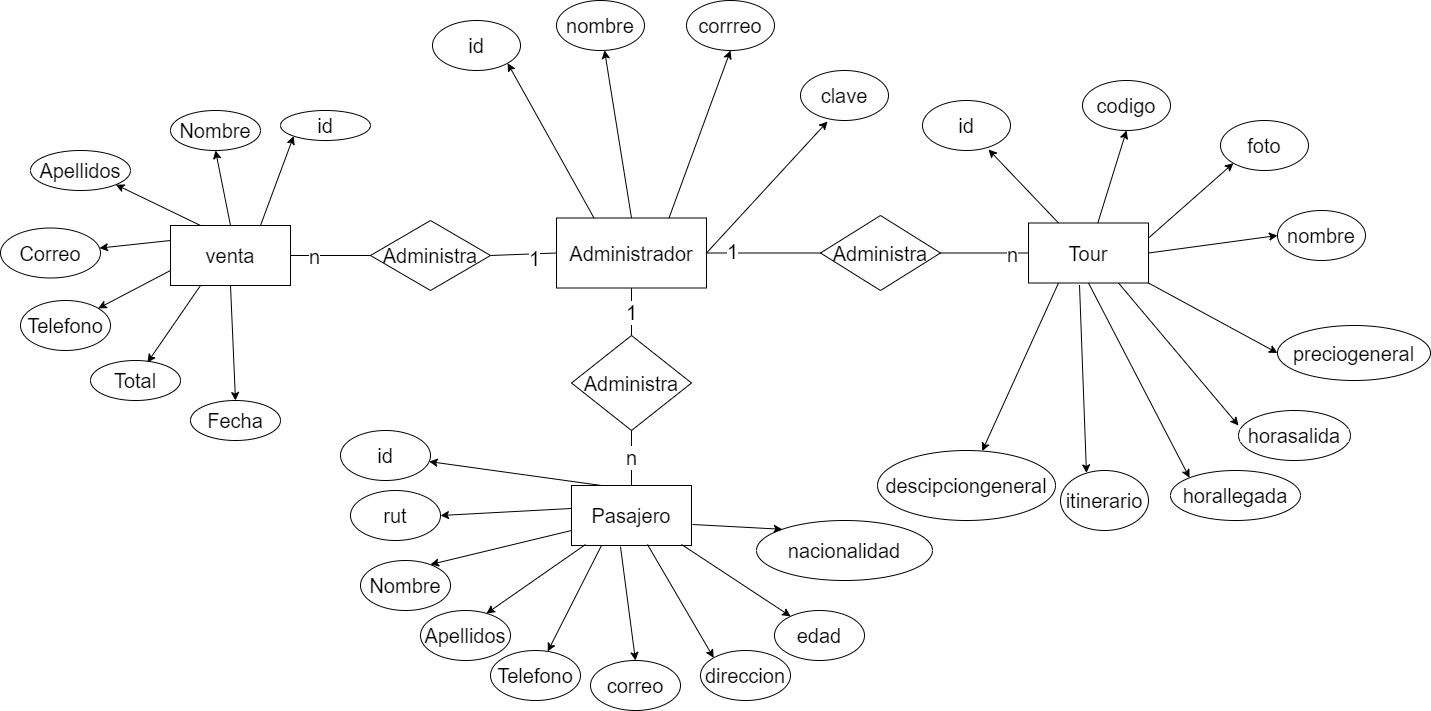 id
nombre
corrreo
clave
Nombre
id
Apellidos
Correo
Telefono
Total
Fecha
venta
n
Administra
1
Administrador
1
Administra
n
Tour
id
codigo
foto
nombre
preciogeneral
horasalida
horallegada
itinerario
descipciongeneral
1
Administra
n
Pasajero
id
rut
Nombre
Apellidos
Telefono
correo
direccion
edad
nacionalidad